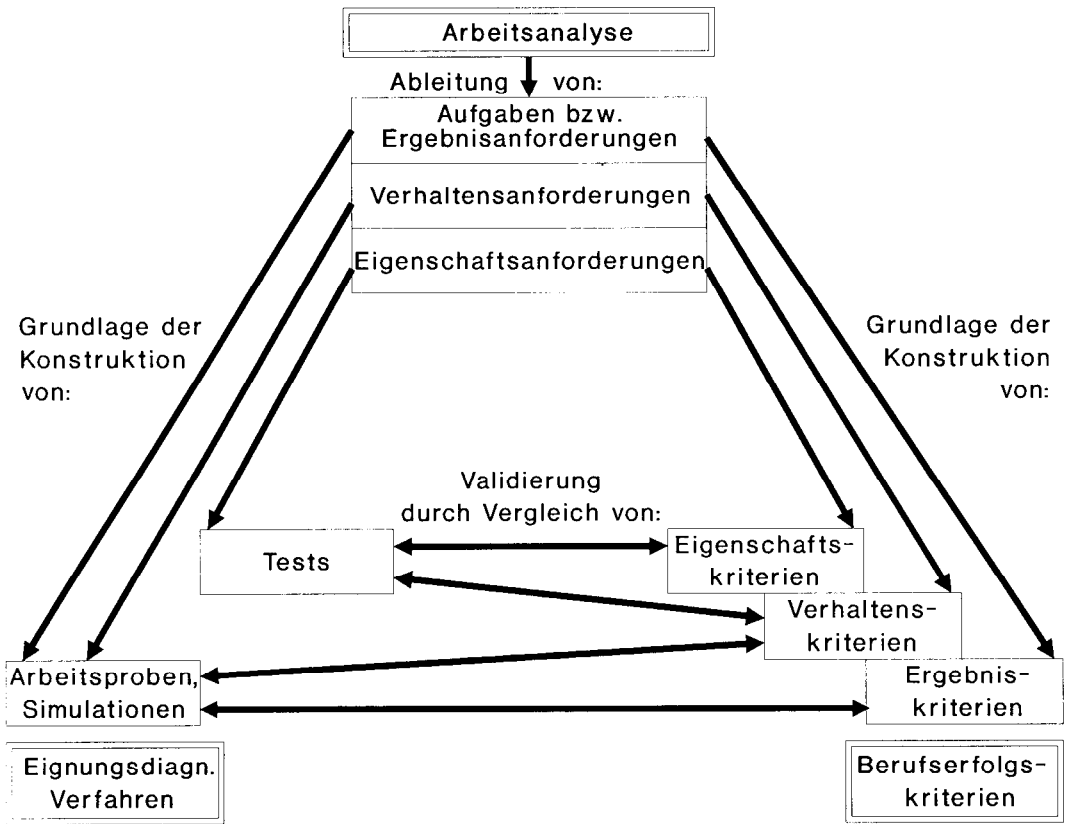 Arbeitsanalyse
Ableitung von:
Aufgaben bzw.
Ergebnisanforderungen
Verhaltensanforderungen
Eigenschaftsanforderungen
Grundlage der
Konstruktion
von:
Grundlage der
Konstruktion
von:
Validierung
durch Vergleich von:
Tests
Eigenschafts-
kriterien
Verhaltens-
kriterien
Arbeitsproben,
Simulationen
Ergebnis-
kriterien
Eignungsdiagn.
Verfahren
Berufserfolgs-
kriterien